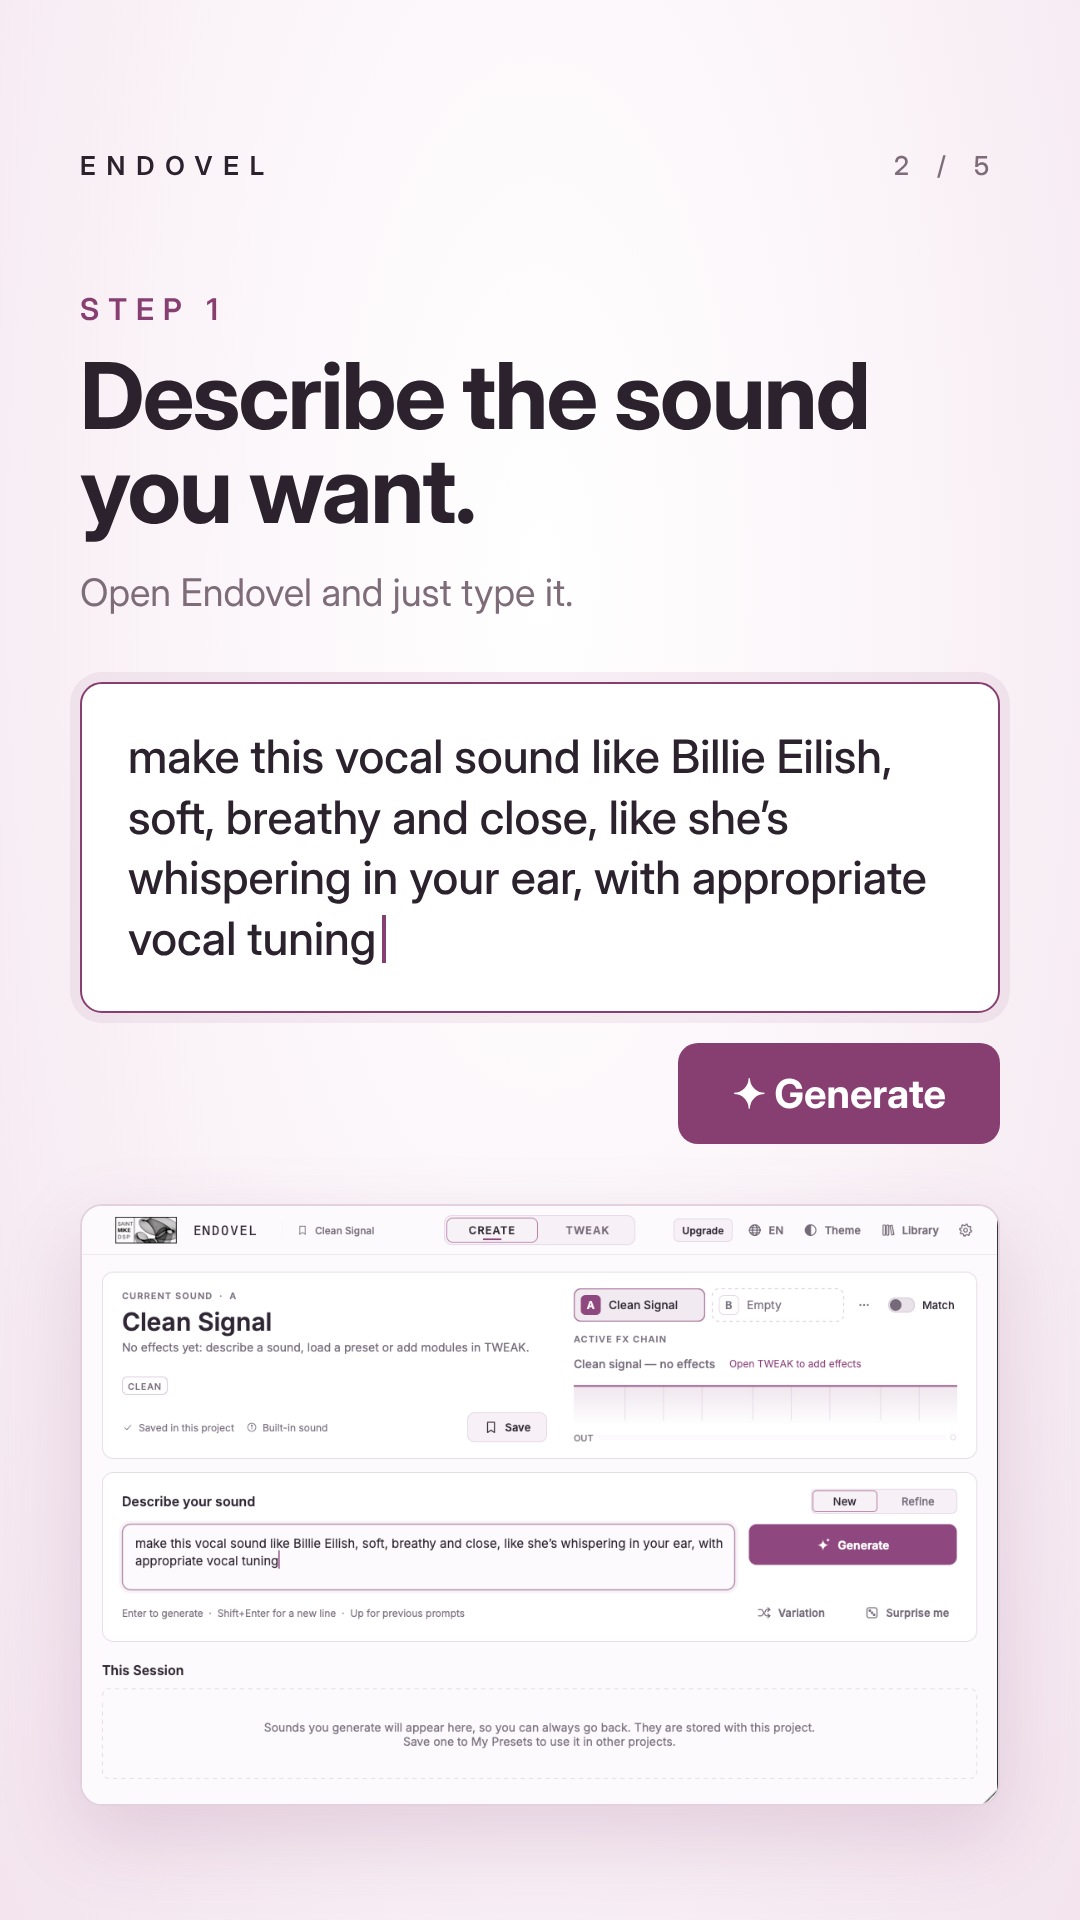 ENDOVEL
2 / 5
STEP 1
Describe the sound
you want.
Open Endovel and just type it.
make this vocal sound like Billie Eilish,
soft, breathy and close, like she’s
whispering in your ear, with appropriate
vocal tuning
✦ Generate
SAINT
MIKE
DSP
ENDOVEL
Clean Signal
CREATE
TWEAK
Upgrade
EN
Theme
Library
CURRENT SOUND · A
Clean Signal
No effects yet: describe a sound, load a preset or add modules in TWEAK.
CLEAN
Saved in this project
Built-in sound
Save
A Clean Signal
B Empty
···
Match
ACTIVE FX CHAIN
Clean signal — no effects
Open TWEAK to add effects
OUT
Describe your sound
New
Refine
make this vocal sound like Billie Eilish, soft, breathy and close, like she’s whispering in your ear, with
appropriate vocal tuning
Generate
Enter to generate · Shift+Enter for a new line · Up for previous prompts
Variation
Surprise me
This Session
Sounds you generate will appear here, so you can always go back. They are stored with this project.
Save one to My Presets to use it in other projects.